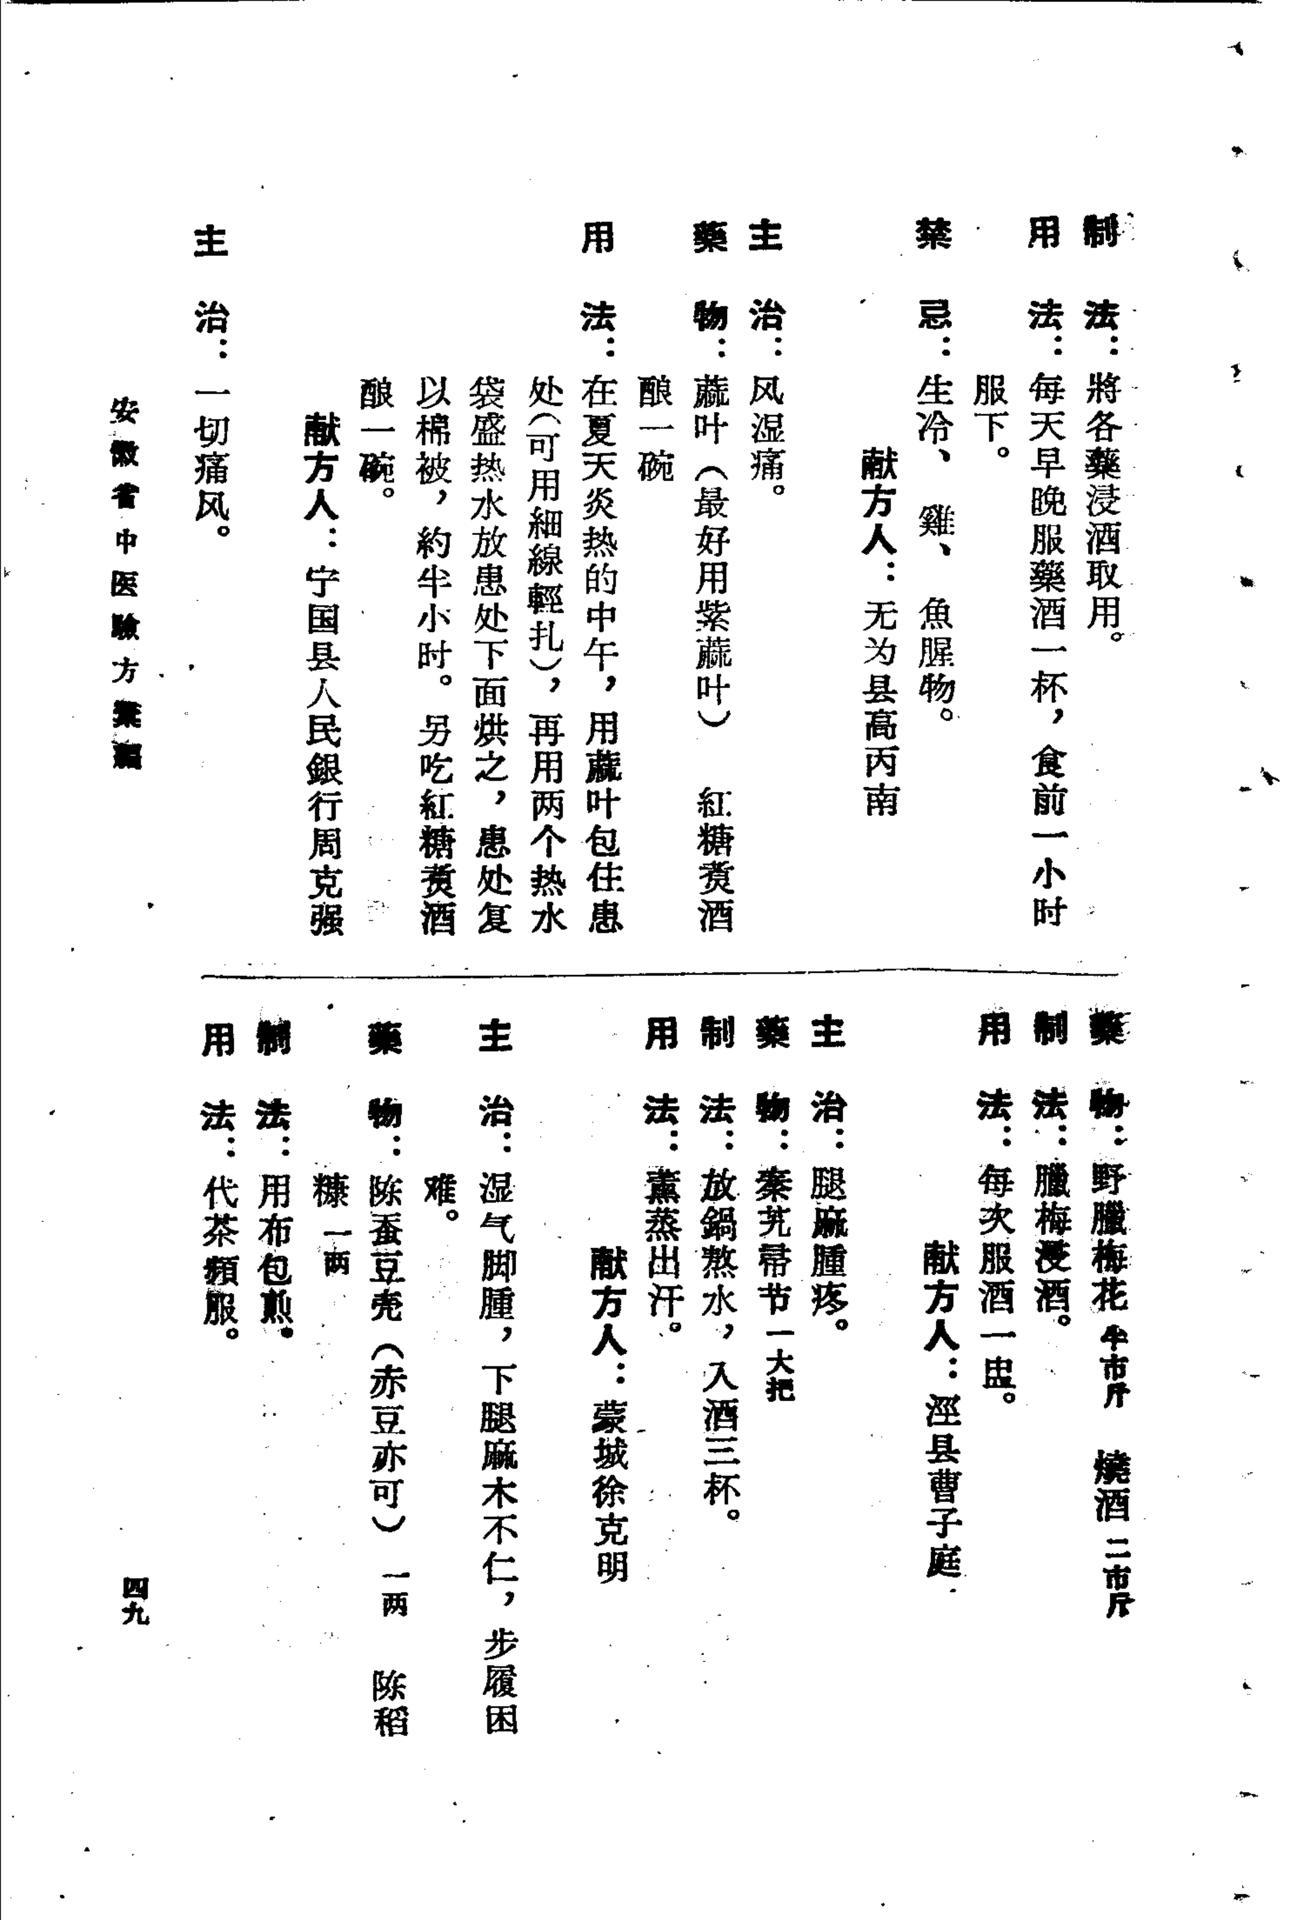 制　法：將各藥浸酒取用。
用　法：每天早晚服藥酒一杯，食前一小时
服下。
禁　忌：生冷、雞、魚腥物。
献方人：无为县高丙南
主　治：风湿痛。
藥　物：蓖叶（最好用紫蓖叶）　紅糖煮酒
酿一碗
用　法：在夏天炎热的中午，用蓖叶包住患
处（可用細線輕扎），再用两个热水
袋盛热水放患处下面烘之，患处复
以棉被，約半小时。另吃紅糖煮酒
酿一碗。
献方人：宁国县人民銀行周克强
主　治：一切痛风。
藥　物：野臘梅花半市斤　燒酒二市斤
制　法：臘梅浸酒。
用　法：每次服酒一盅。
献方人：涇县曹子庭
主　治：腿麻腫疼。
藥　物：秦艽帚节一大把
制　法：放鍋熬水，入酒三杯。
用　法：薰蒸出汗。
献方人：蒙城徐克明
主　治：湿气脚腫，下腿麻木不仁，步履困
难。
藥　物：陈蚕豆壳（赤豆亦可）一两　陈稻
糠一两
制　法：用布包煎。
用　法：代茶頻服。
安徽省中医驗方彙編
四九